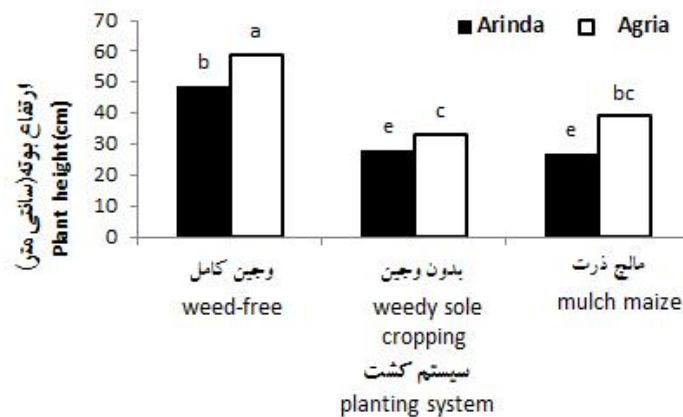 70
60
50
40
30
20
10
0
ارتفاع بوته(سانتی متر)
Plant height(cm)
Arinda
Agria
b
a
e
c
e
bc
وجین کامل
weed-free
بدون وجین
weedy sole
cropping
مالچ ذرت
mulch maize
سیستم کشت
planting system